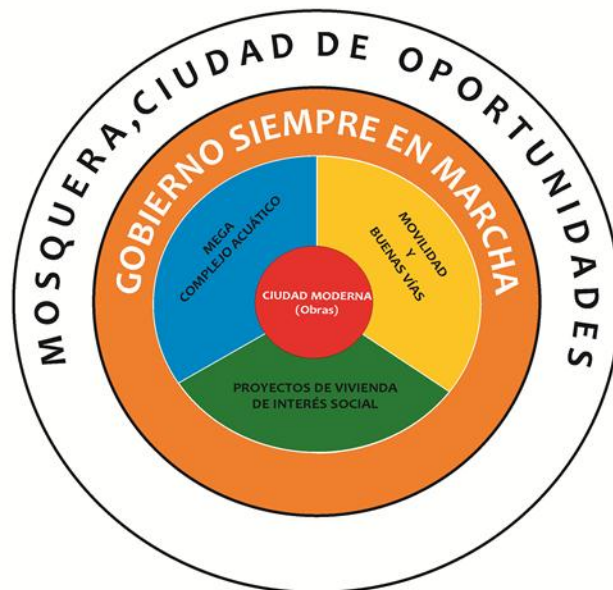 MOSQUERA, CIUDAD DE OPORTUNIDADES
GOBIERNO SIEMPRE EN MARCHA
MEGA
COMPLEJO ACUÁTICO
MOVILIDAD
Y
BUENAS VÍAS
CIUDAD MODERNA
(Obras)
PROYECTOS DE VIVIENDA
DE INTERÉS SOCIAL